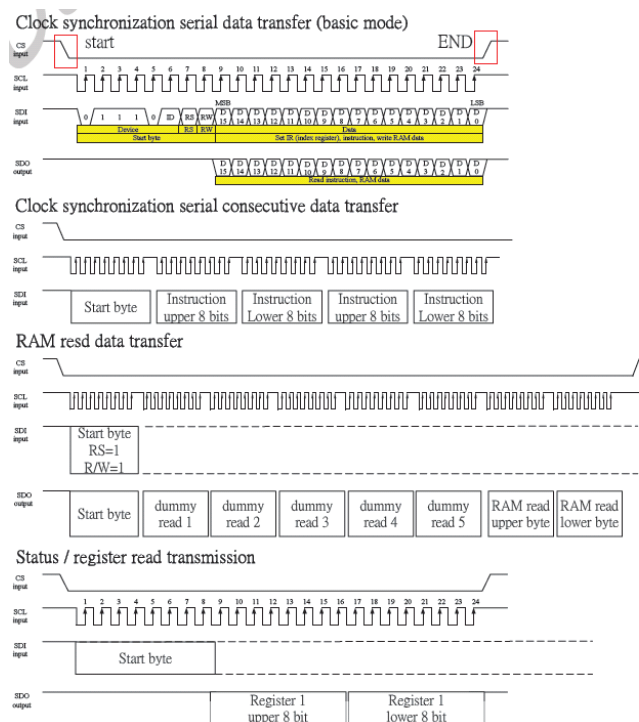 Clock synchronization serial data transfer (basic mode)
CS input
start
END
SCL input
1 2 3 4 5 6 7 8 9 10 11 12 13 14 15 16 17 18 19 20 21 22 23 24
MSB
LSB
SDI input
0 1 1 1 0 ID RS RW D15 D14 D13 D12 D11 D10 D9 D8 D7 D6 D5 D4 D3 D2 D1 D0
Device RS RW Data
Start byte Set IR (index register), instruction, write RAM data
SDO output
D15 D14 D13 D12 D11 D10 D9 D8 D7 D6 D5 D4 D3 D2 D1 D0
Read instruction, RAM data
Clock synchronization serial consecutive data transfer
CS input
SCL input
SDI input
Start byte
Instruction upper 8 bits
Instruction Lower 8 bits
Instruction upper 8 bits
Instruction Lower 8 bits
RAM resd data transfer
CS input
SCL input
SDI input
Start byte
RS=1
R/W=1
SDO output
Start byte
dummy read 1
dummy read 2
dummy read 3
dummy read 4
dummy read 5
RAM read upper byte
RAM read lower byte
Status / register read transmission
CS input
1 2 3 4 5 6 7 8 9 10 11 12 13 14 15 16 17 18 19 20 21 22 23 24
SCL input
SDI input
Start byte
SDO output
Register 1 upper 8 bit
Register 1 lower 8 bit